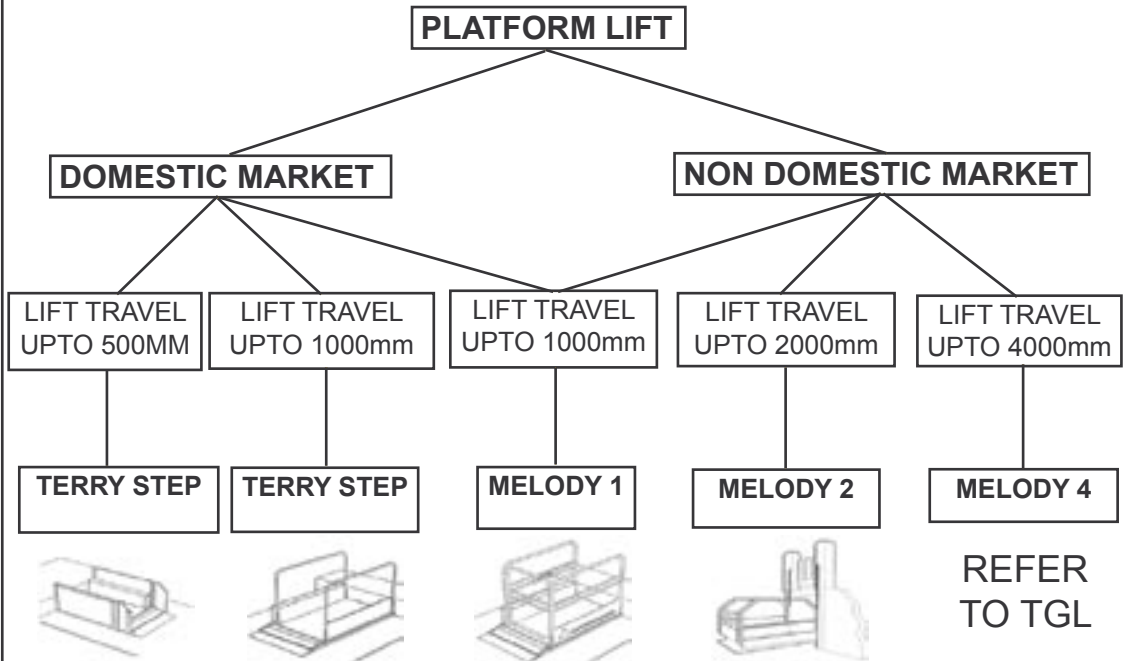 PLATFORM LIFT
DOMESTIC MARKET
NON DOMESTIC MARKET
LIFT TRAVEL
UPTO 500MM
LIFT TRAVEL
UPTO 1000mm
LIFT TRAVEL
UPTO 1000mm
LIFT TRAVEL
UPTO 2000mm
LIFT TRAVEL
UPTO 4000mm
TERRY STEP
TERRY STEP
MELODY 1
MELODY 2
MELODY 4
REFER
TO TGL